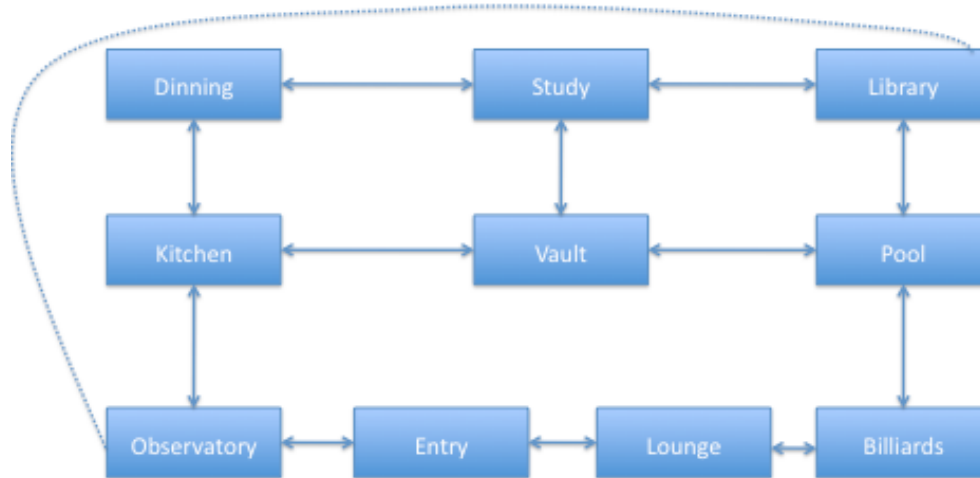 Dinning
Study
Library
Kitchen
Vault
Pool
Observatory
Entry
Lounge
Billiards